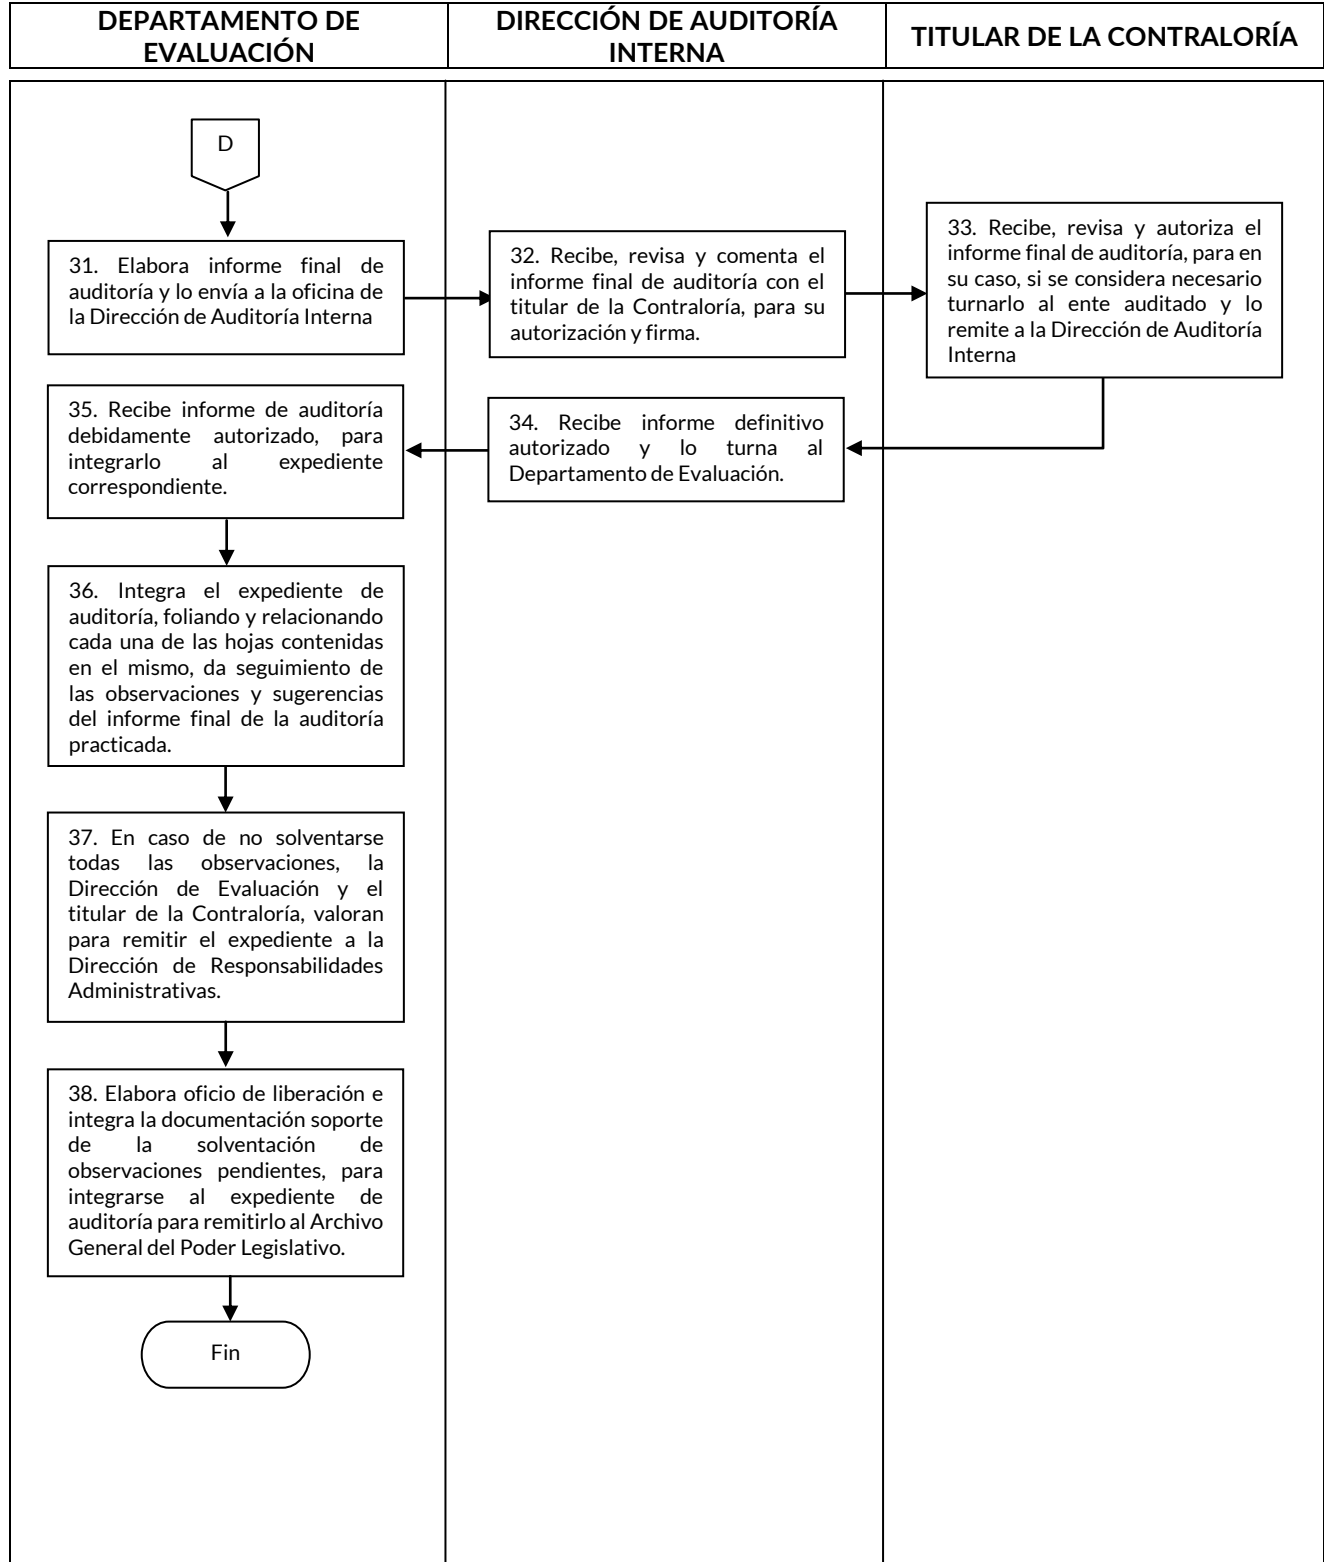 DEPARTAMENTO DE
EVALUACIÓN
DIRECCIÓN DE AUDITORÍA
INTERNA
TITULAR DE LA CONTRALORÍA
D
31. Elabora informe final de
auditoría y lo envía a la oficina de
la Dirección de Auditoría Interna
32. Recibe, revisa y comenta el
informe final de auditoría con el
titular de la Contraloría, para su
autorización y firma.
33. Recibe, revisa y autoriza el
informe final de auditoría, para en
su caso, si se considera necesario
turnarlo al ente auditado y lo
remite a la Dirección de Auditoría
Interna
34. Recibe informe definitivo
autorizado y lo turna al
Departamento de Evaluación.
35. Recibe informe de auditoría
debidamente autorizado, para
integrarlo al expediente
correspondiente.
36. Integra el expediente de
auditoría, foliando y relacionando
cada una de las hojas contenidas
en el mismo, da seguimiento de
las observaciones y sugerencias
del informe final de la auditoría
practicada.
37. En caso de no solventarse
todas las observaciones, la
Dirección de Evaluación y el
titular de la Contraloría, valoran
para remitir el expediente a la
Dirección de Responsabilidades
Administrativas.
38. Elabora oficio de liberación e
integra la documentación soporte
de la solventación de
observaciones pendientes, para
integrarse al expediente de
auditoría para remitirlo al Archivo
General del Poder Legislativo.
Fin